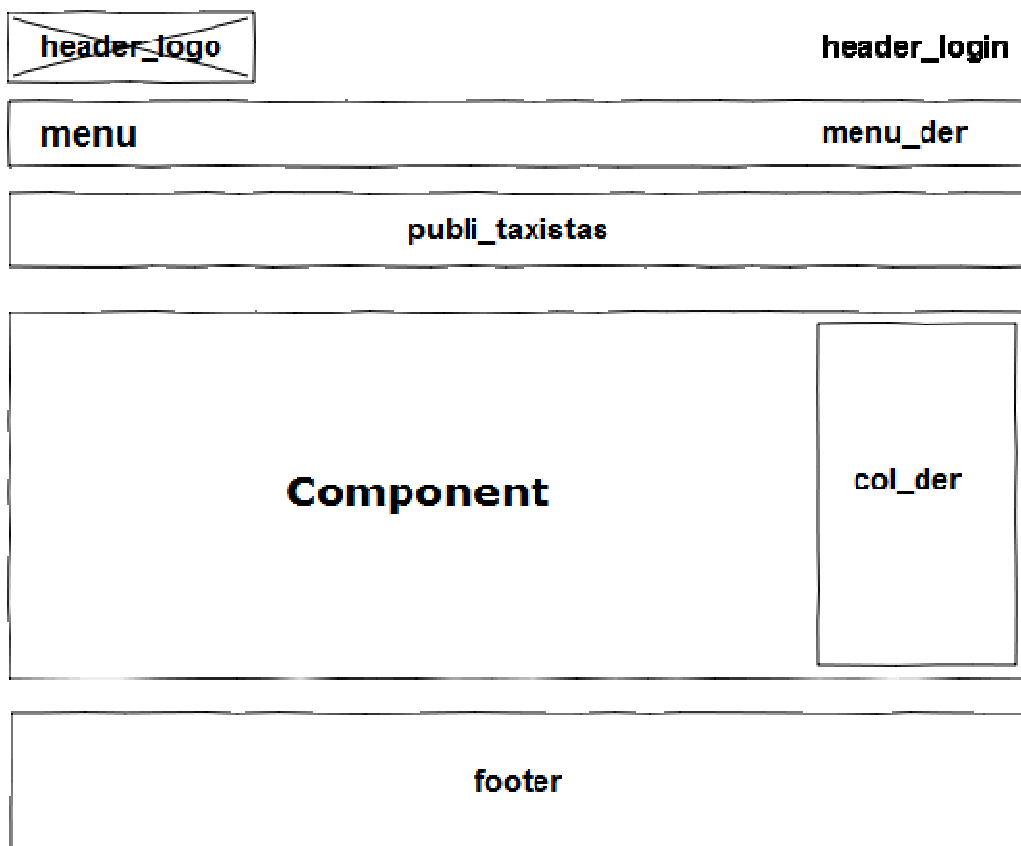 header_logo
header_login
menu
menu_der
publi_taxistas
Component
col_der
footer